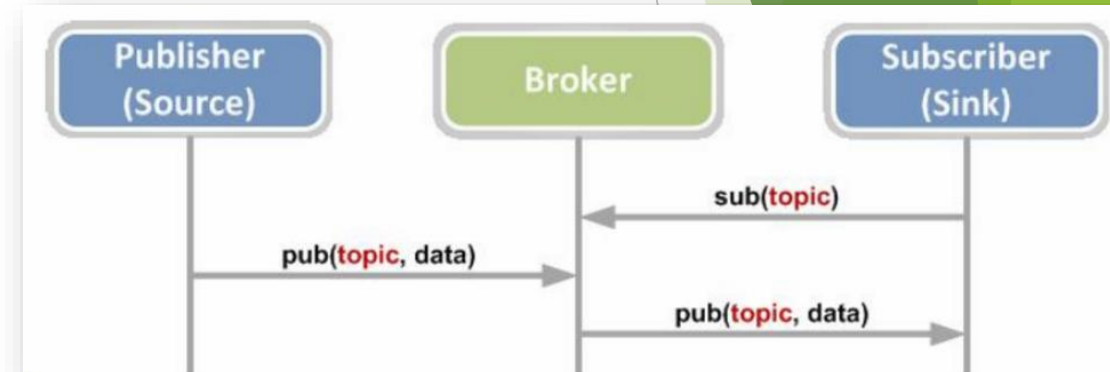 Publisher
(Source)
Broker
Subscriber
(Sink)
sub(topic)
pub(topic, data)
pub(topic, data)